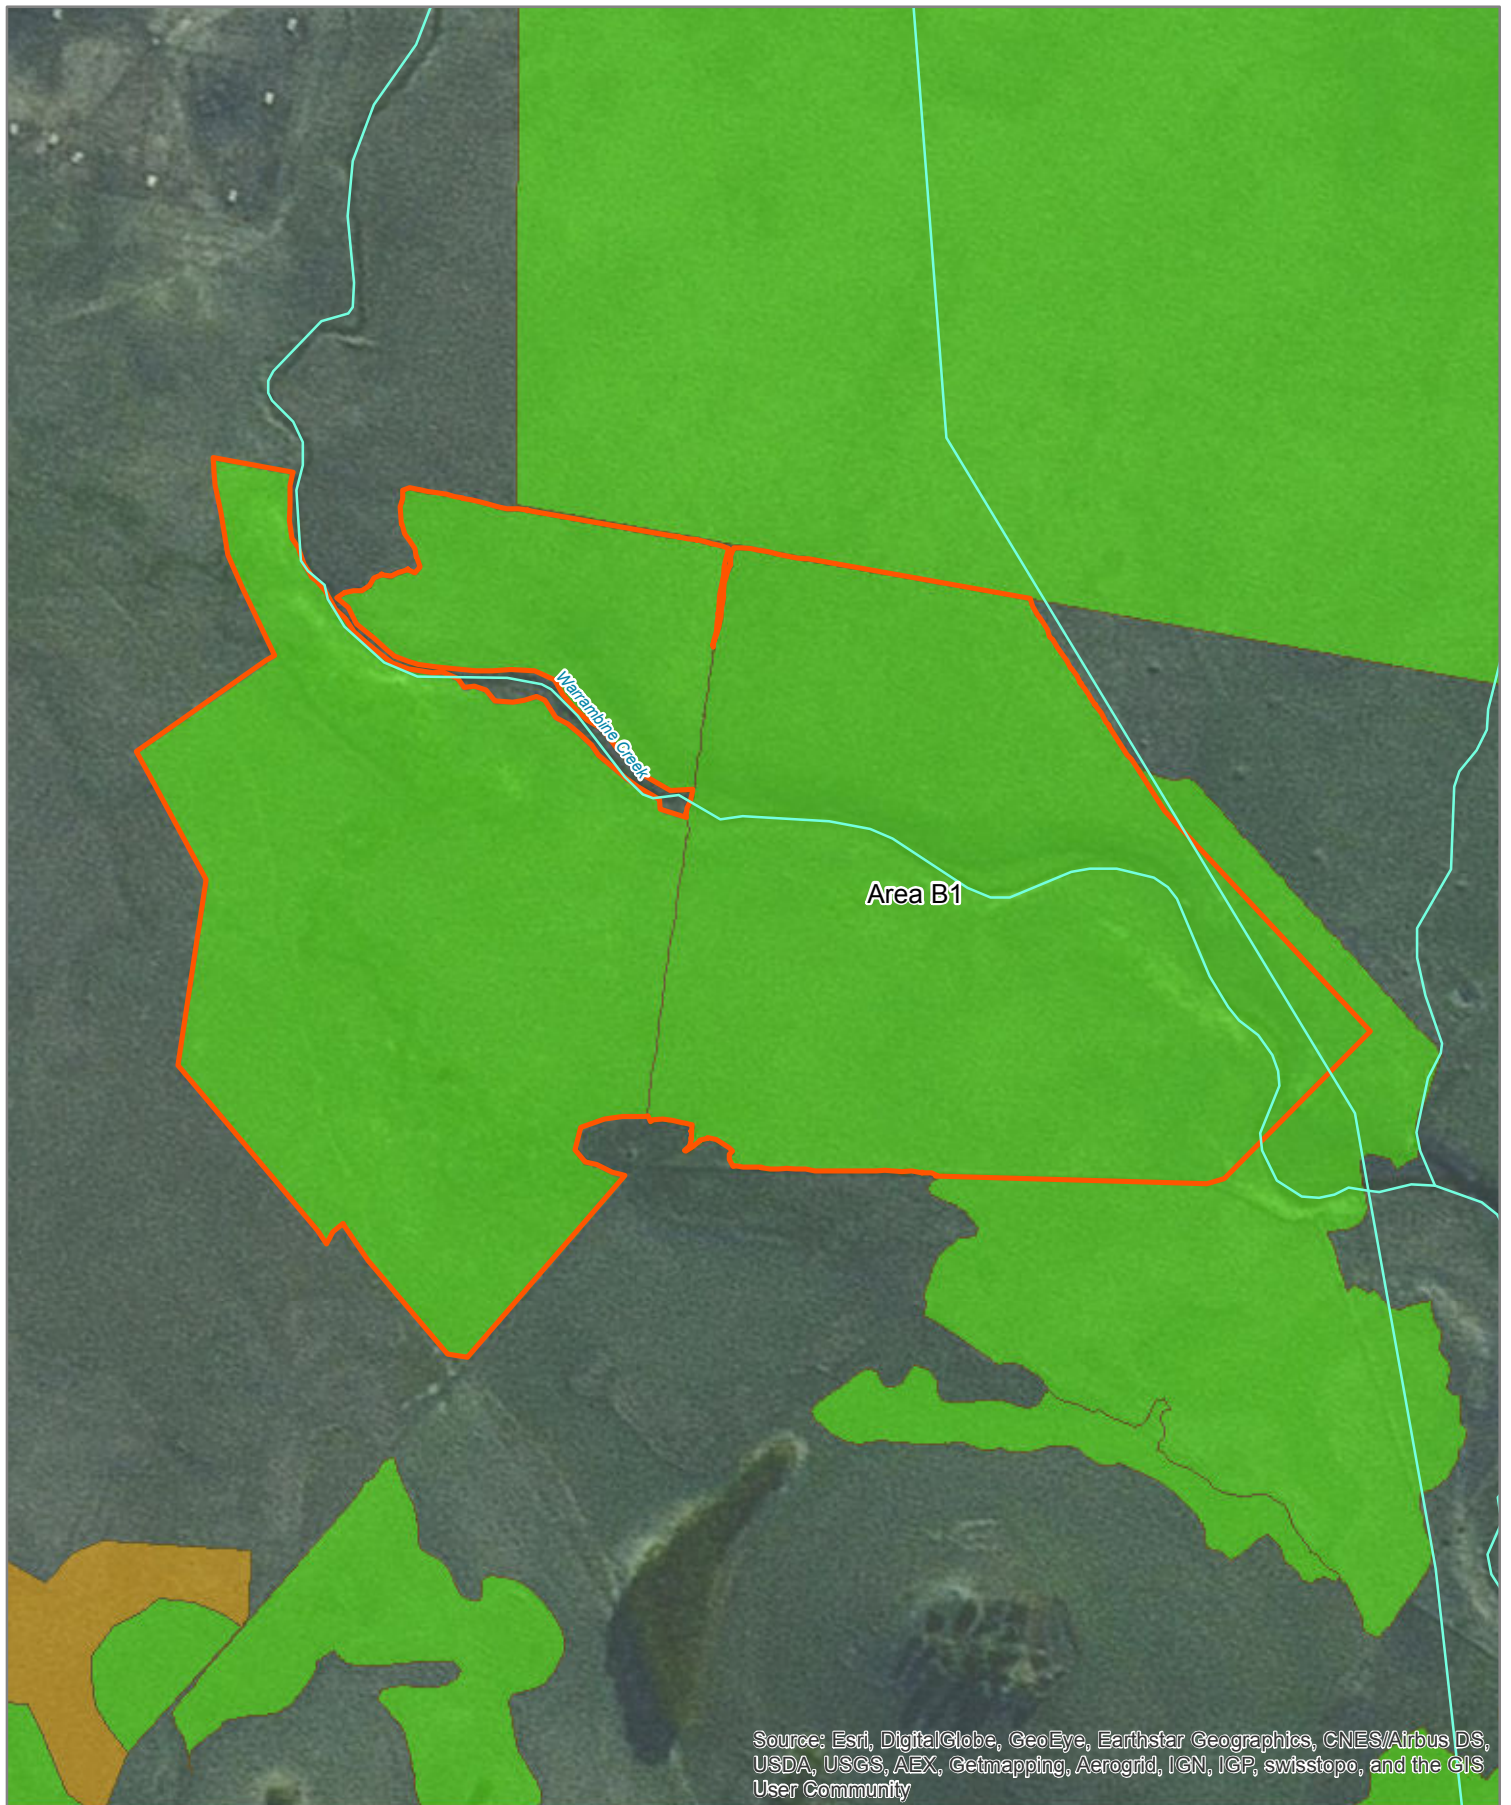 Warrambine Creek
Area B1
Source: Esri, DigitalGlobe, GeoEye, Earthstar Geographics, CNES/Airbus DS,
USDA, USGS, AEX, Getmapping, Aerogrid, IGN, IGP, swisstopo, and the GIS
User Community